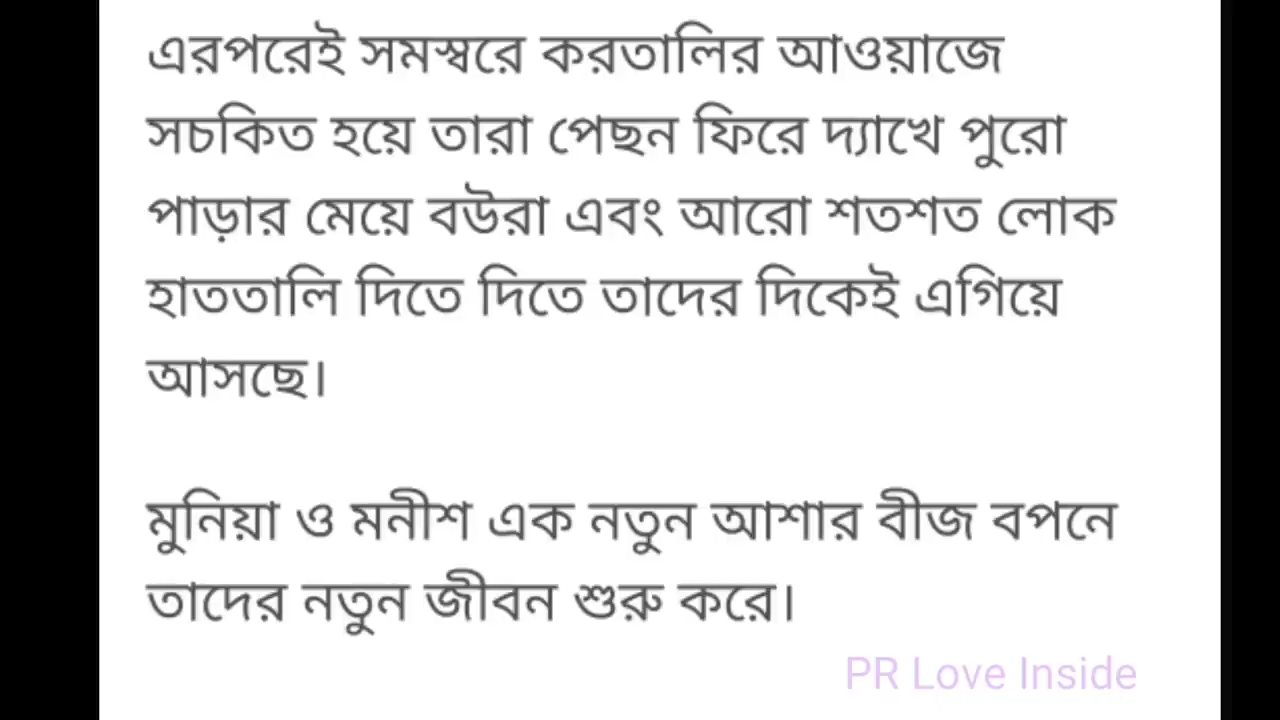 এরপরেই সমস্বরে করতালির আওয়াজে
সচকিত হয়ে তারা পেছন ফিরে দ্যাখে পুরো
পাড়ার মেয়ে বউরা এবং আরো শতশত লোক
হাততালি দিতে দিতে তাদের দিকেই এগিয়ে
আসছে।
মুনিয়া ও মনীশ এক নতুন আশার বীজ বপনে
তাদের নতুন জীবন শুরু করে।
PR Love Inside